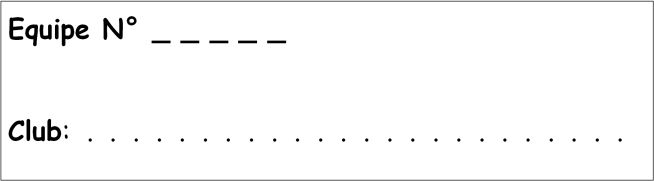 Equipe N° _ _ _ _ _
Club: . . . . . . . . . . . . . . . . . . . . . . . .